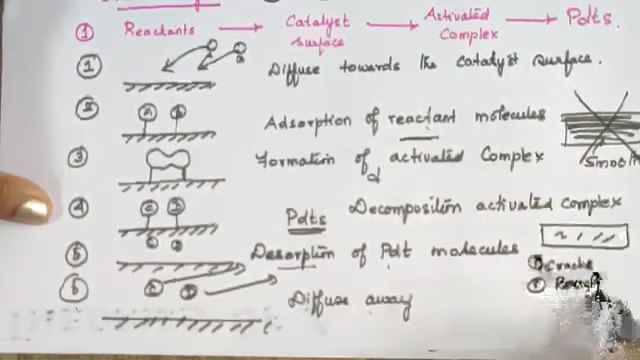 ① Reactants → Catalyst surface → Activated Complex → Pdts.
① Diffuse towards the catalyst surface.
② A B Adsorption of reactant molecules
Smooth
③ Formation of activated Complex
④ C D Pdts Decomposition activated Complex
⑤ Desorption of Pdt molecules
① Cracks
②
⑥ Diffuse away